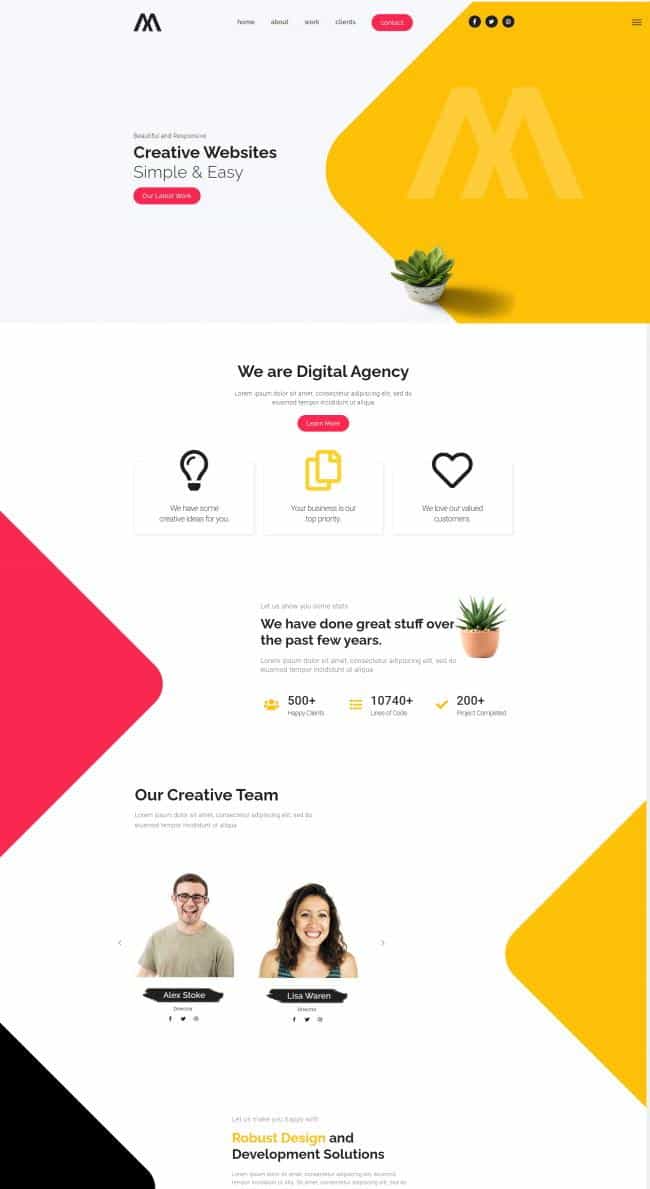 home about work clients contact
Beautiful and Responsive
Creative Websites
Simple & Easy
Our Latest Work
We are Digital Agency
Lorem ipsum dolor sit amet, consectetur adipiscing elit, sed do
eiusmod tempor incididunt ut aliqua.
Learn More
We have some
creative ideas for you.
Your business is our
top priority.
We love our valued
customers.
Let us show you some stats
We have done great stuff over
the past few years.
Lorem ipsum dolor sit amet, consectetur adipiscing elit, sed do
eiusmod tempor incididunt ut aliqua.
500+ 10740+ 200+
Happy Clients Lines of Code Project Completed
Our Creative Team
Lorem ipsum dolor sit amet, consectetur adipiscing elit, sed do
eiusmod tempor incididunt ut aliqua.
Alex Stoke Lisa Waren
Director Director
Let us make you happy with
Robust Design and
Development Solutions
Lorem ipsum dolor sit amet, consectetur adipiscing elit, sed do